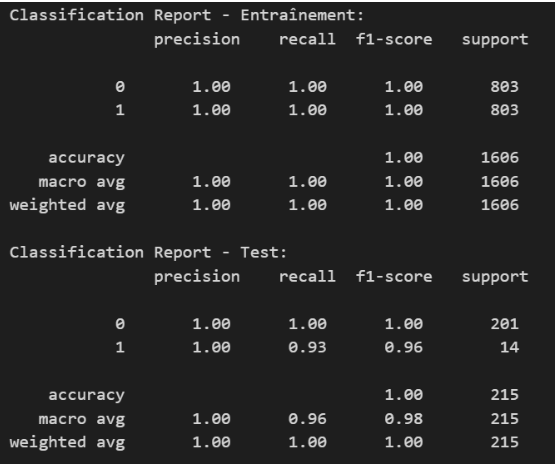 Classification Report - Entraînement:
precision recall f1-score support
0 1.00 1.00 1.00 803
1 1.00 1.00 1.00 803
accuracy 1.00 1606
macro avg 1.00 1.00 1.00 1606
weighted avg 1.00 1.00 1.00 1606
Classification Report - Test:
precision recall f1-score support
0 1.00 1.00 1.00 201
1 1.00 0.93 0.96 14
accuracy 1.00 215
macro avg 1.00 0.96 0.98 215
weighted avg 1.00 1.00 1.00 215